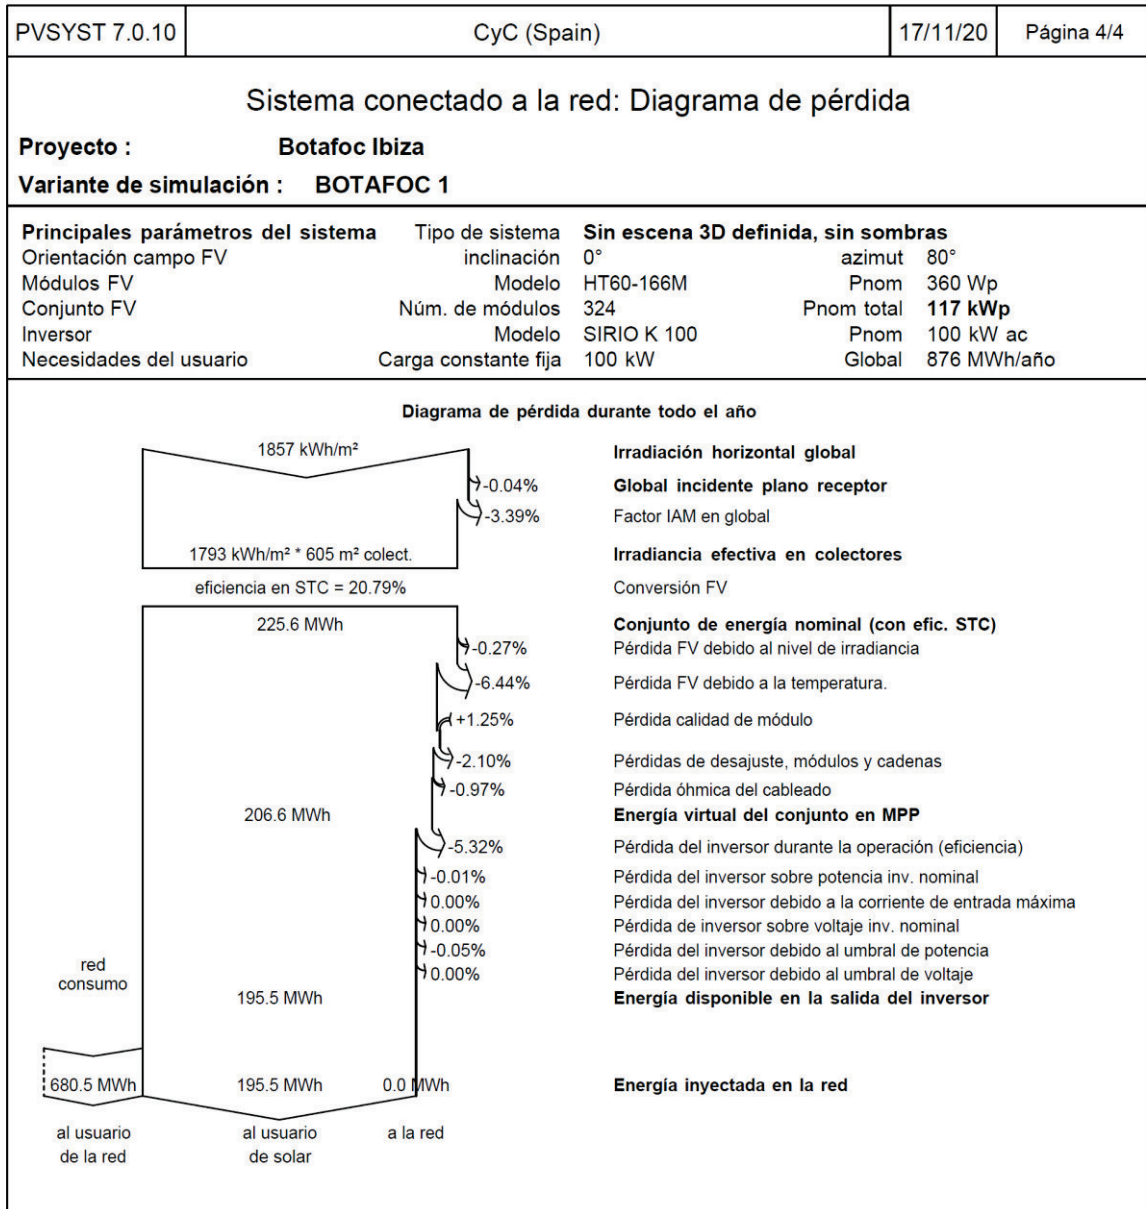 PVSYST 7.0.10 CyC (Spain) 17/11/20 Página 4/4
Sistema conectado a la red: Diagrama de pérdida
Proyecto : Botafoc Ibiza
Variante de simulación : BOTAFOC 1
Principales parámetros del sistema Tipo de sistema Sin escena 3D definida, sin sombras
Orientación campo FV inclinación 0° azimut 80°
Módulos FV Modelo HT60-166M Pnom 360 Wp
Conjunto FV Núm. de módulos 324 Pnom total 117 kWp
Inversor Modelo SIRIO K 100 Pnom 100 kW ac
Necesidades del usuario Carga constante fija 100 kW Global 876 MWh/año
Diagrama de pérdida durante todo el año
1857 kWh/m² Irradiación horizontal global
-0.04% Global incidente plano receptor
-3.39% Factor IAM en global
1793 kWh/m² * 605 m² colect. Irradiancia efectiva en colectores
eficiencia en STC = 20.79% Conversión FV
225.6 MWh Conjunto de energía nominal (con efic. STC)
-0.27% Pérdida FV debido al nivel de irradiancia
-6.44% Pérdida FV debido a la temperatura.
+1.25% Pérdida calidad de módulo
-2.10% Pérdidas de desajuste, módulos y cadenas
-0.97% Pérdida óhmica del cableado
206.6 MWh Energía virtual del conjunto en MPP
-5.32% Pérdida del inversor durante la operación (eficiencia)
-0.01% Pérdida del inversor sobre potencia inv. nominal
0.00% Pérdida del inversor debido a la corriente de entrada máxima
0.00% Pérdida de inversor sobre voltaje inv. nominal
-0.05% Pérdida del inversor debido al umbral de potencia
red
0.00% Pérdida del inversor debido al umbral de voltaje
consumo
195.5 MWh Energía disponible en la salida del inversor
680.5 MWh 195.5 MWh 0.0 MWh Energía inyectada en la red
al usuario al usuario a la red
de la red de solar